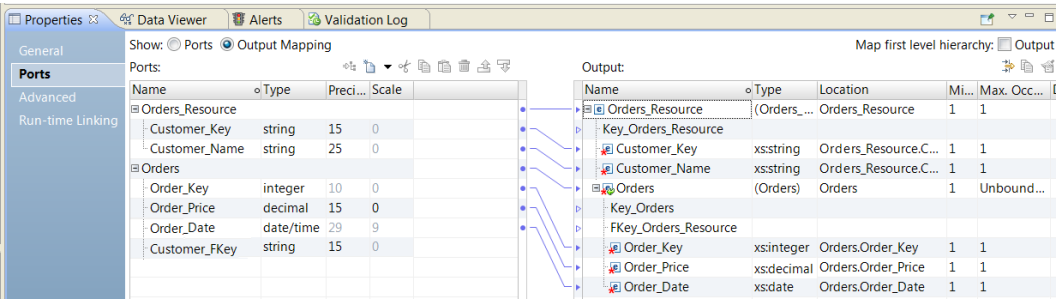 Properties Data Viewer Alerts Validation Log
General
Ports
Advanced
Run-time Linking
Show: Ports Output Mapping Map first level hierarchy: Output
Ports: Output:
Name Type Preci... Scale Name Type Location Mi... Max. Occ... D
Orders_Resource Orders_Resource (Orders_... Orders_Resource 1 1
Customer_Key string 15 0 Key_Orders_Resource
Customer_Name string 25 0 Customer_Key xs:string Orders_Resource.C... 1 1
Orders Customer_Name xs:string Orders_Resource.C... 1 1
Order_Key integer 10 0 Orders (Orders) Orders 1 Unbound...
Order_Price decimal 15 0 Key_Orders
Order_Date date/time 29 9 FKey_Orders_Resource
Customer_FKey string 15 0 Order_Key xs:integer Orders.Order_Key 1 1
Order_Price xs:decimal Orders.Order_Price 1 1
Order_Date xs:date Orders.Order_Date 1 1